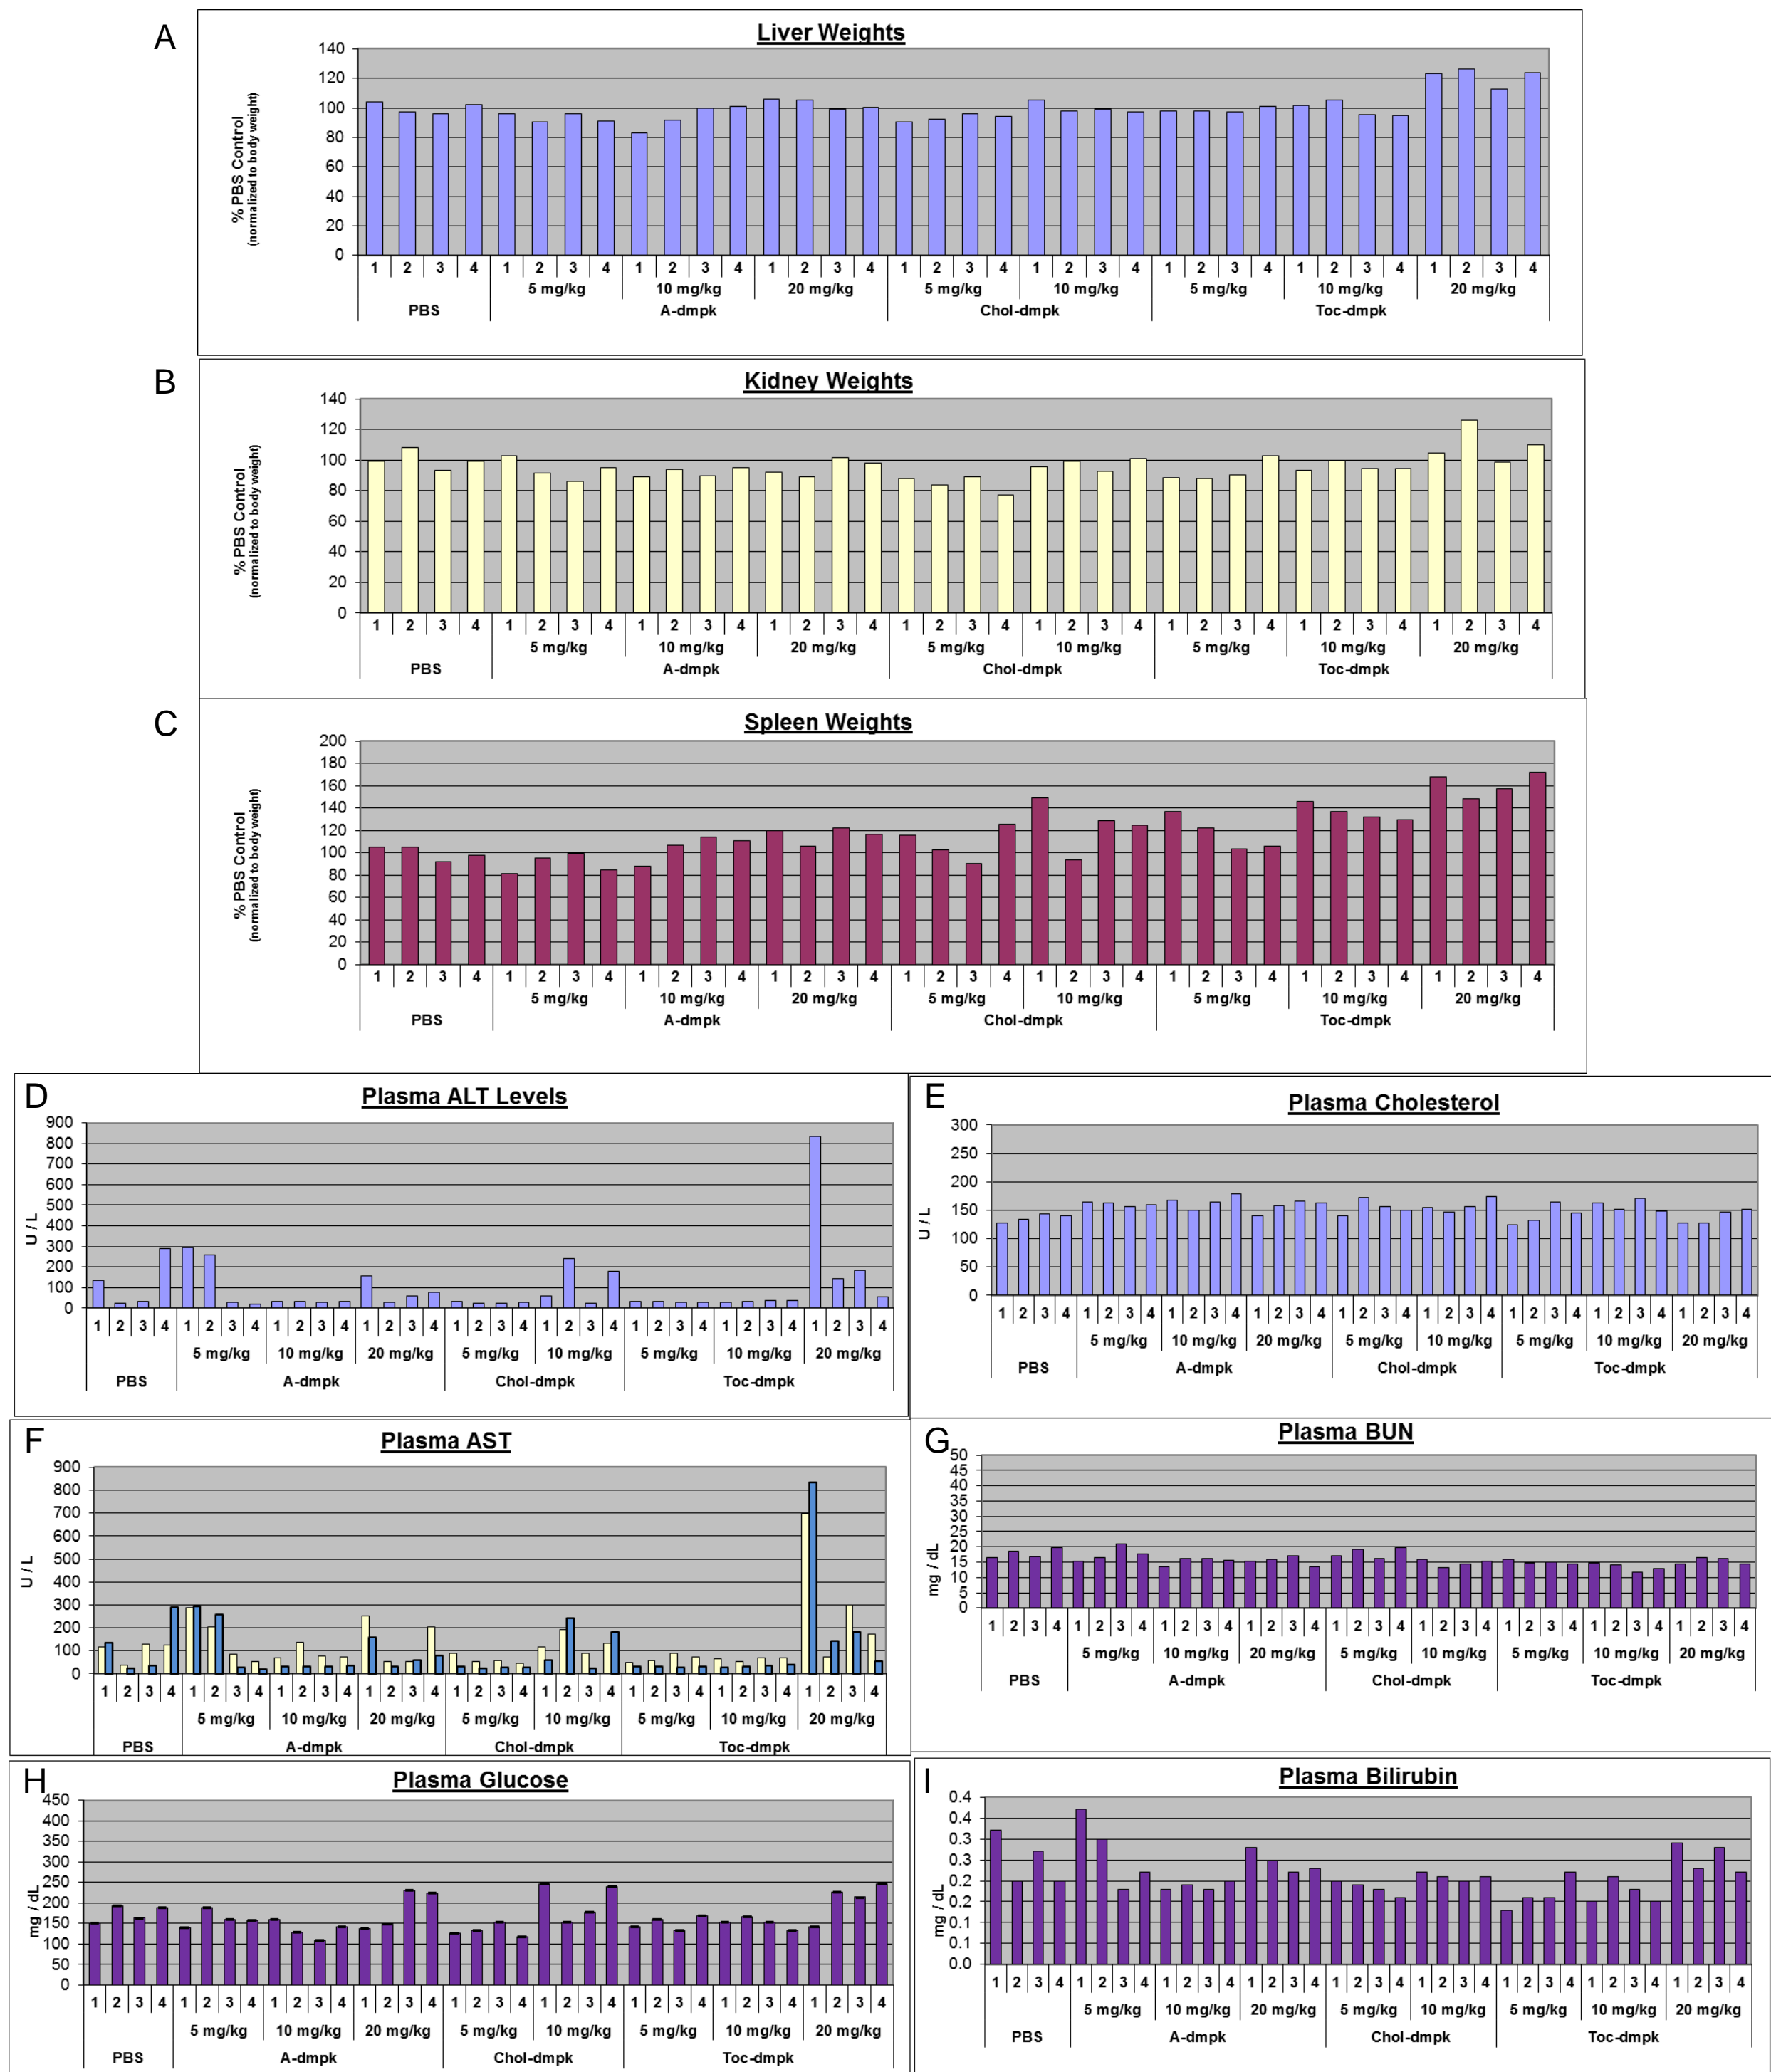 A
Liver Weights
% PBS Control
(normalized to body weight)
140
120
100
80
60
40
20
0
1 2 3 4 1 2 3 4 1 2 3 4 1 2 3 4 1 2 3 4 1 2 3 4 1 2 3 4 1 2 3 4 1 2 3 4
5 mg/kg 10 mg/kg 20 mg/kg 5 mg/kg 10 mg/kg 5 mg/kg 10 mg/kg 20 mg/kg
PBS A-dmpk Chol-dmpk Toc-dmpk
B
Kidney Weights
% PBS Control
(normalized to body weight)
140
120
100
80
60
40
20
0
1 2 3 4 1 2 3 4 1 2 3 4 1 2 3 4 1 2 3 4 1 2 3 4 1 2 3 4 1 2 3 4 1 2 3 4
5 mg/kg 10 mg/kg 20 mg/kg 5 mg/kg 10 mg/kg 5 mg/kg 10 mg/kg 20 mg/kg
PBS A-dmpk Chol-dmpk Toc-dmpk
C
Spleen Weights
% PBS Control
(normalized to body weight)
200
180
160
140
120
100
80
60
40
20
0
1 2 3 4 1 2 3 4 1 2 3 4 1 2 3 4 1 2 3 4 1 2 3 4 1 2 3 4 1 2 3 4 1 2 3 4
5 mg/kg 10 mg/kg 20 mg/kg 5 mg/kg 10 mg/kg 5 mg/kg 10 mg/kg 20 mg/kg
PBS A-dmpk Chol-dmpk Toc-dmpk
D
Plasma ALT Levels
U / L
900
800
700
600
500
400
300
200
100
0
1 2 3 4 1 2 3 4 1 2 3 4 1 2 3 4 1 2 3 4 1 2 3 4 1 2 3 4 1 2 3 4 1 2 3 4
5 mg/kg 10 mg/kg 20 mg/kg 5 mg/kg 10 mg/kg 5 mg/kg 10 mg/kg 20 mg/kg
PBS A-dmpk Chol-dmpk Toc-dmpk
E
Plasma Cholesterol
U / L
300
250
200
150
100
50
0
1 2 3 4 1 2 3 4 1 2 3 4 1 2 3 4 1 2 3 4 1 2 3 4 1 2 3 4 1 2 3 4 1 2 3 4
5 mg/kg 10 mg/kg 20 mg/kg 5 mg/kg 10 mg/kg 5 mg/kg 10 mg/kg 20 mg/kg
PBS A-dmpk Chol-dmpk Toc-dmpk
F
Plasma AST
U / L
900
800
700
600
500
400
300
200
100
0
1 2 3 4 1 2 3 4 1 2 3 4 1 2 3 4 1 2 3 4 1 2 3 4 1 2 3 4 1 2 3 4 1 2 3 4
5 mg/kg 10 mg/kg 20 mg/kg 5 mg/kg 10 mg/kg 5 mg/kg 10 mg/kg 20 mg/kg
PBS A-dmpk Chol-dmpk Toc-dmpk
G
Plasma BUN
mg / dL
50
45
40
35
30
25
20
15
10
5
0
1 2 3 4 1 2 3 4 1 2 3 4 1 2 3 4 1 2 3 4 1 2 3 4 1 2 3 4 1 2 3 4 1 2 3 4
5 mg/kg 10 mg/kg 20 mg/kg 5 mg/kg 10 mg/kg 5 mg/kg 10 mg/kg 20 mg/kg
PBS A-dmpk Chol-dmpk Toc-dmpk
H
Plasma Glucose
mg / dL
450
400
350
300
250
200
150
100
50
0
1 2 3 4 1 2 3 4 1 2 3 4 1 2 3 4 1 2 3 4 1 2 3 4 1 2 3 4 1 2 3 4 1 2 3 4
5 mg/kg 10 mg/kg 20 mg/kg 5 mg/kg 10 mg/kg 5 mg/kg 10 mg/kg 20 mg/kg
PBS A-dmpk Chol-dmpk Toc-dmpk
I
Plasma Bilirubin
mg / dL
0.4
0.4
0.3
0.3
0.2
0.2
0.1
0.1
0.0
1 2 3 4 1 2 3 4 1 2 3 4 1 2 3 4 1 2 3 4 1 2 3 4 1 2 3 4 1 2 3 4 1 2 3 4
5 mg/kg 10 mg/kg 20 mg/kg 5 mg/kg 10 mg/kg 5 mg/kg 10 mg/kg 20 mg/kg
PBS A-dmpk Chol-dmpk Toc-dmpk